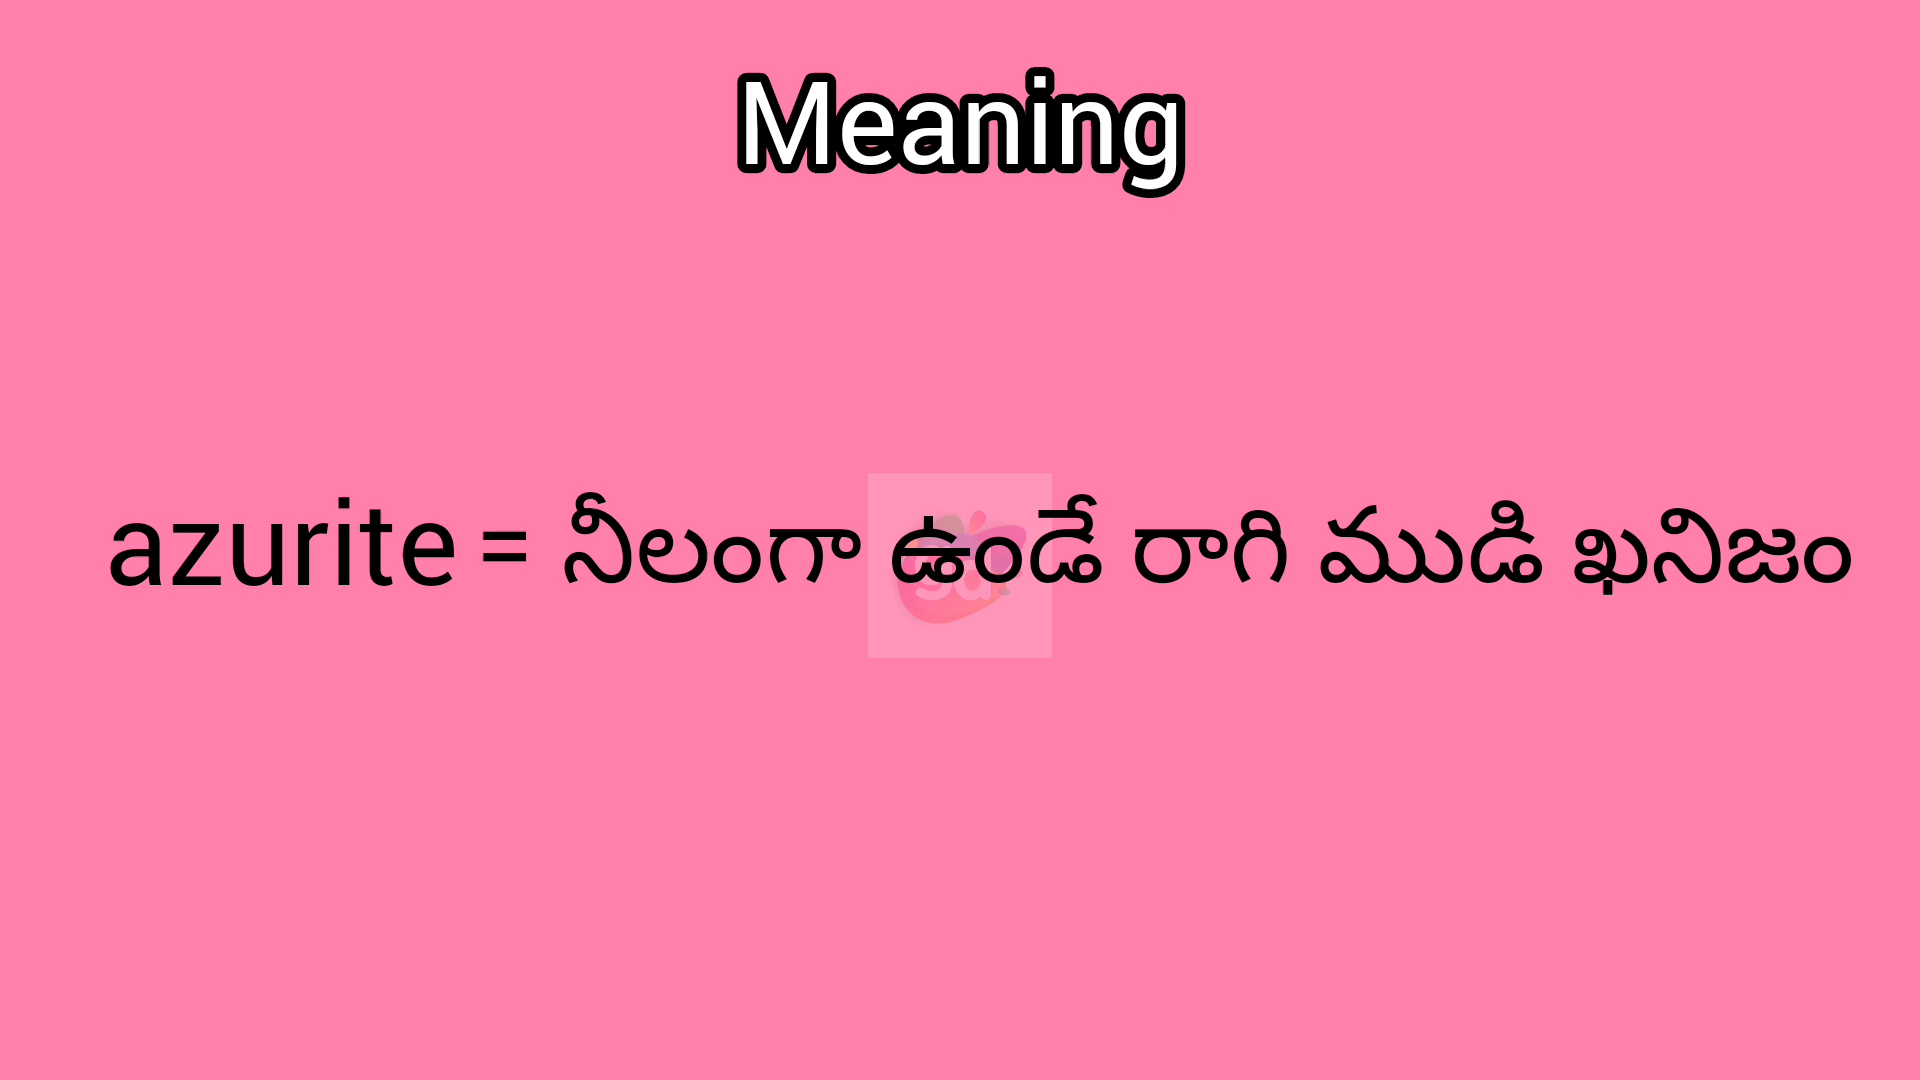 Meaning
azurite = నీలంగా ఉండే రాగి ముడి ఖనిజం